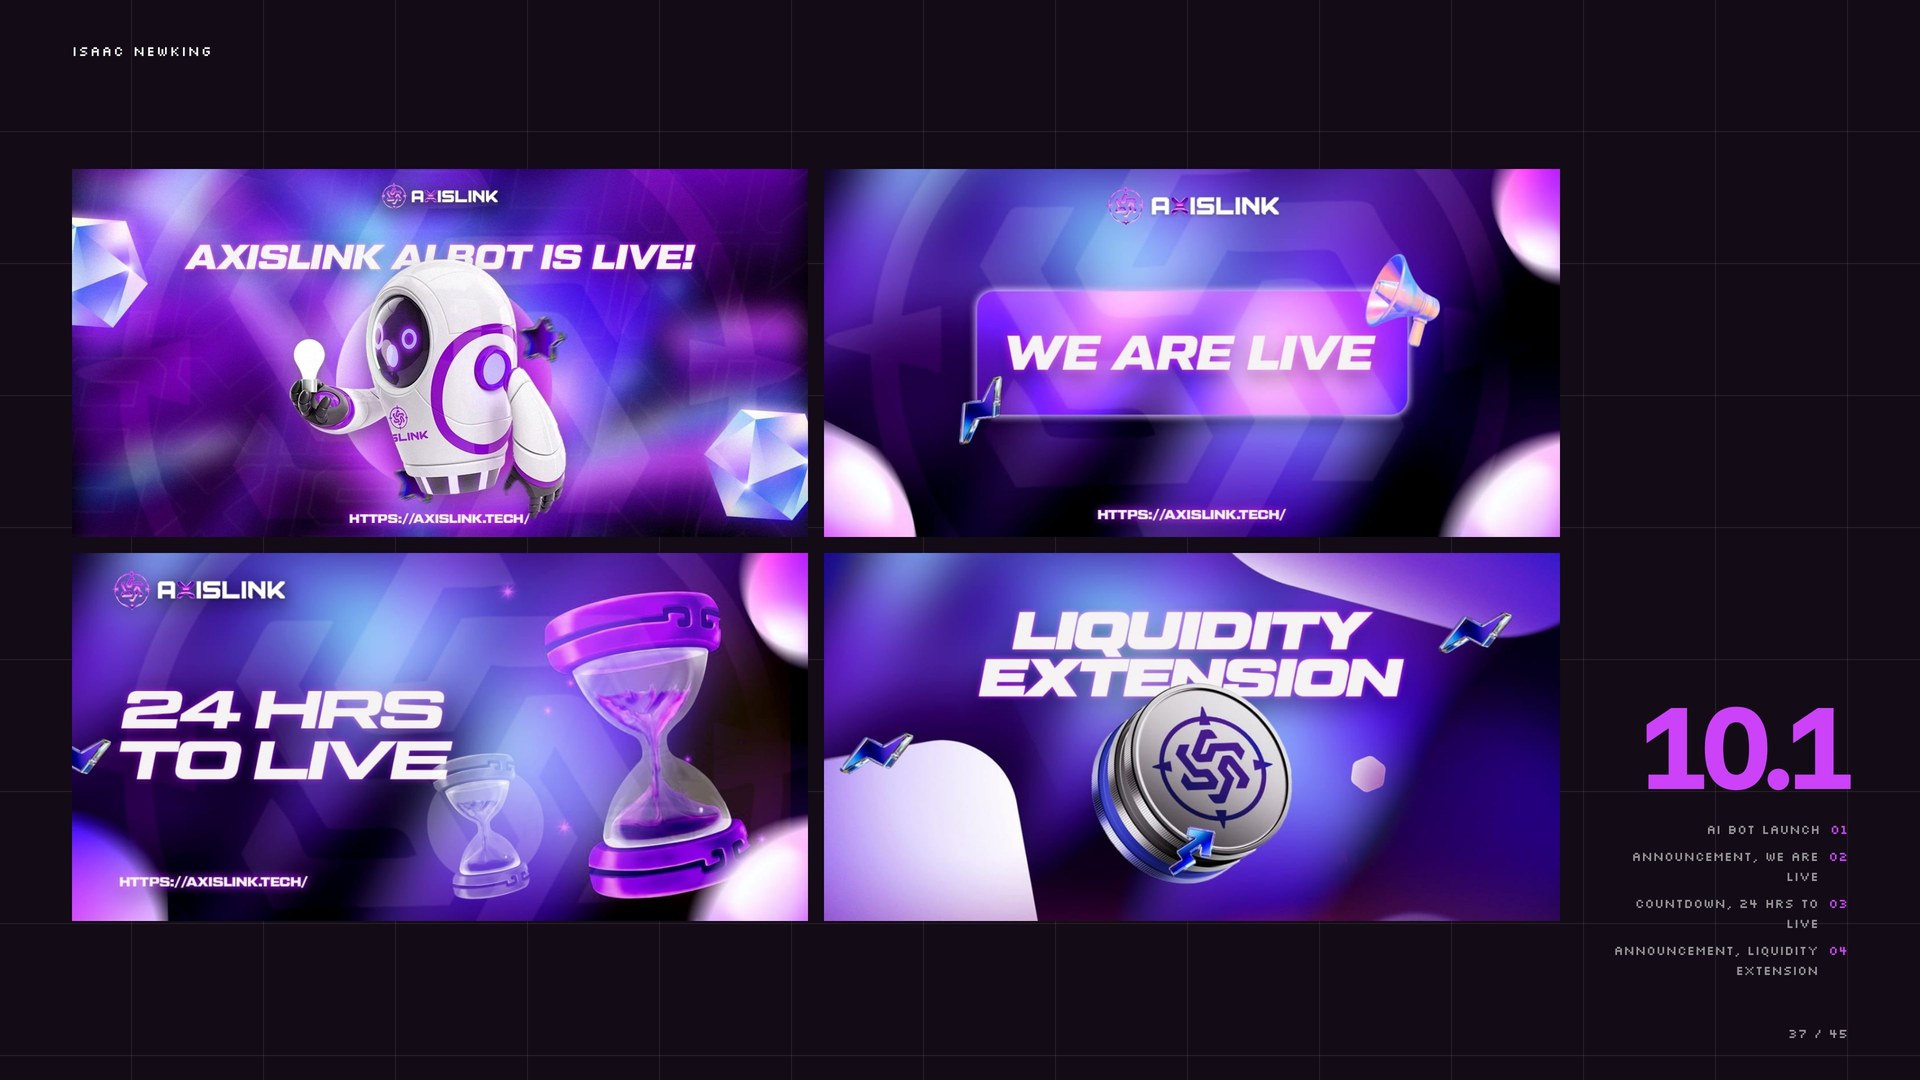 ISAAC NEWKING
AXISLINK
AXISLINK AI BOT IS LIVE!
SLINK
HTTPS://AXISLINK.TECH/
AXISLINK
WE ARE LIVE
HTTPS://AXISLINK.TECH/
AXISLINK
24 HRS
TO LIVE
HTTPS://AXISLINK.TECH/
LIQUIDITY
EXTENSION
10.1
AI BOT LAUNCH 01
ANNOUNCEMENT, WE ARE 02
LIVE
COUNTDOWN, 24 HRS TO 03
LIVE
ANNOUNCEMENT, LIQUIDITY 04
EXTENSION
37 / 45